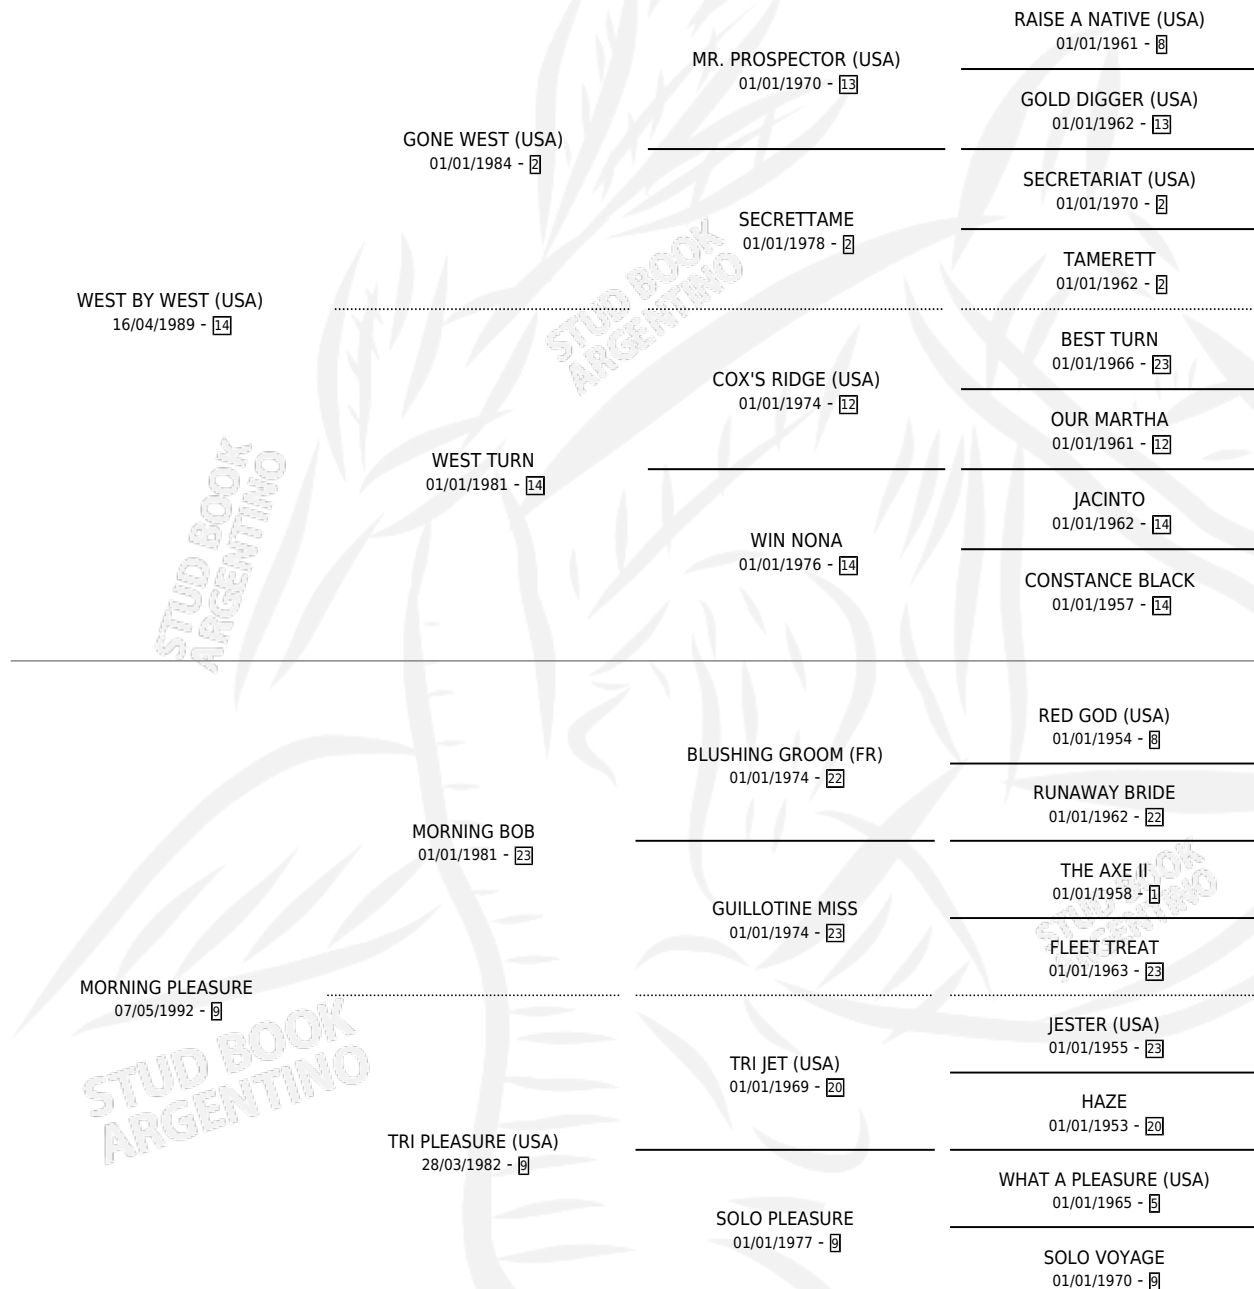 RAISE A NATIVE (USA)
01/01/1961 - 8
MR. PROSPECTOR (USA)
01/01/1970 - 13
GOLD DIGGER (USA)
01/01/1962 - 13
GONE WEST (USA)
01/01/1984 - 2
SECRETARIAT (USA)
01/01/1970 - 2
SECRETTAME
01/01/1978 - 2
TAMERETT
01/01/1962 - 2
WEST BY WEST (USA)
16/04/1989 - 14
BEST TURN
01/01/1966 - 23
COX'S RIDGE (USA)
01/01/1974 - 12
OUR MARTHA
01/01/1961 - 12
WEST TURN
01/01/1981 - 14
JACINTO
01/01/1962 - 14
WIN NONA
01/01/1976 - 14
CONSTANCE BLACK
01/01/1957 - 14
RED GOD (USA)
01/01/1954 - 8
BLUSHING GROOM (FR)
01/01/1974 - 22
RUNAWAY BRIDE
01/01/1962 - 22
MORNING BOB
01/01/1981 - 23
THE AXE II
01/01/1958 - 1
GUILLOTINE MISS
01/01/1974 - 23
FLEET TREAT
01/01/1963 - 23
MORNING PLEASURE
07/05/1992 - 9
JESTER (USA)
01/01/1955 - 23
TRI JET (USA)
01/01/1969 - 20
HAZE
01/01/1953 - 20
TRI PLEASURE (USA)
28/03/1982 - 9
WHAT A PLEASURE (USA)
01/01/1965 - 5
SOLO PLEASURE
01/01/1977 - 9
SOLO VOYAGE
01/01/1970 - 9
STUD BOOK
ARGENTINO
STUD BOOK
ARGENTINO
STUD BOOK
ARGENTINO
STUD BOOK
ARGENTINO